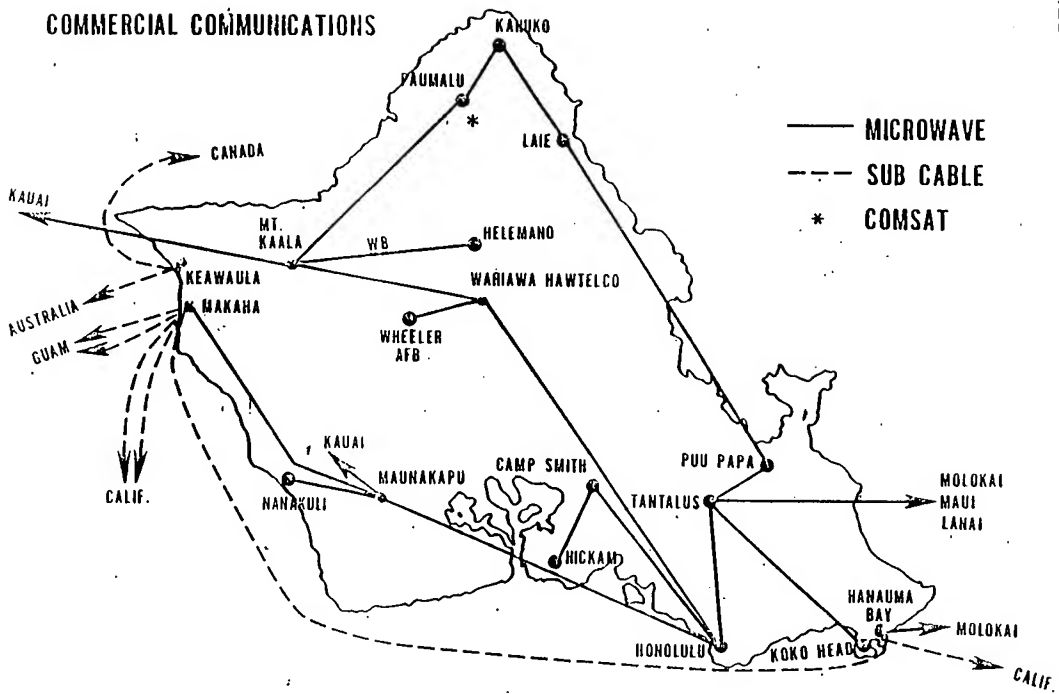 COMMERCIAL COMMUNICATIONS
KAHUKO
PAUMALU
*
LAIE
MICROWAVE
SUB CABLE
* COMSAT
CANADA
KAUAI
MT.
KAALA
WB
HELEMANO
KEAWAULA
WAHIAWA HAWTELCO
AUSTRALIA
MAKAHA
GUAM
WHEELER
AFB
KAUAI
CAMP SMITH
PUU PAPA
CALIF.
NANAKULI
MAUNAKAPU
TANTALUS
MOLOKAI
MAUI
LANAI
HICKAM
HANAUMA
BAY
HONOLULU
KOKO HEAD
MOLOKAI
CALIF.